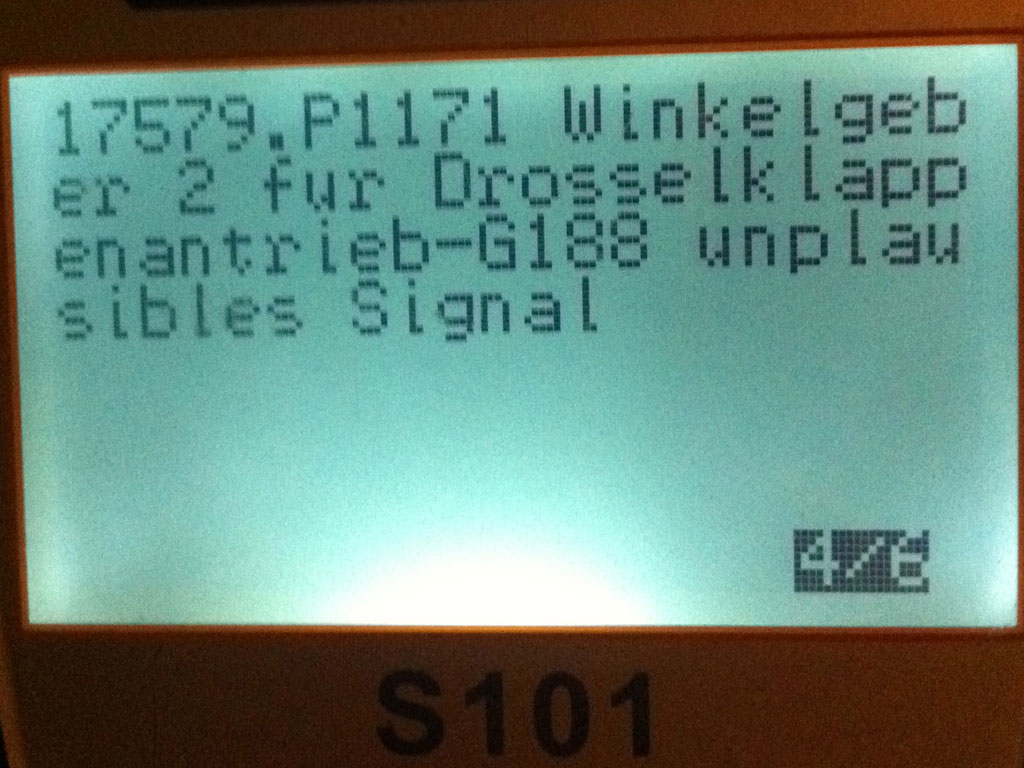 17579.P1171 Winkelgeb
er 2 fur Drosselklapp
enantrieb-G188 unplau
sibles Signal
4/8
S101